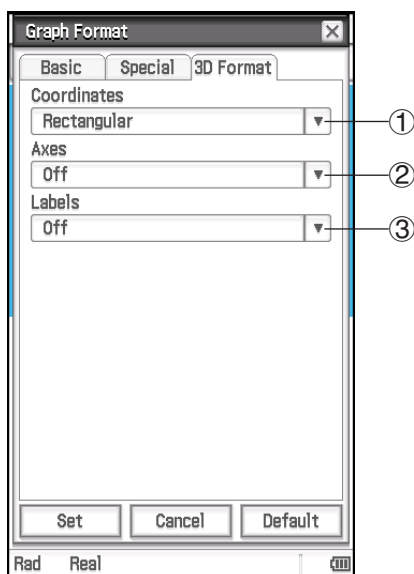 Graph Format
Basic Special 3D Format
Coordinates
Rectangular ①
Axes
Off ②
Labels
Off ③
Set Cancel Default
Rad Real